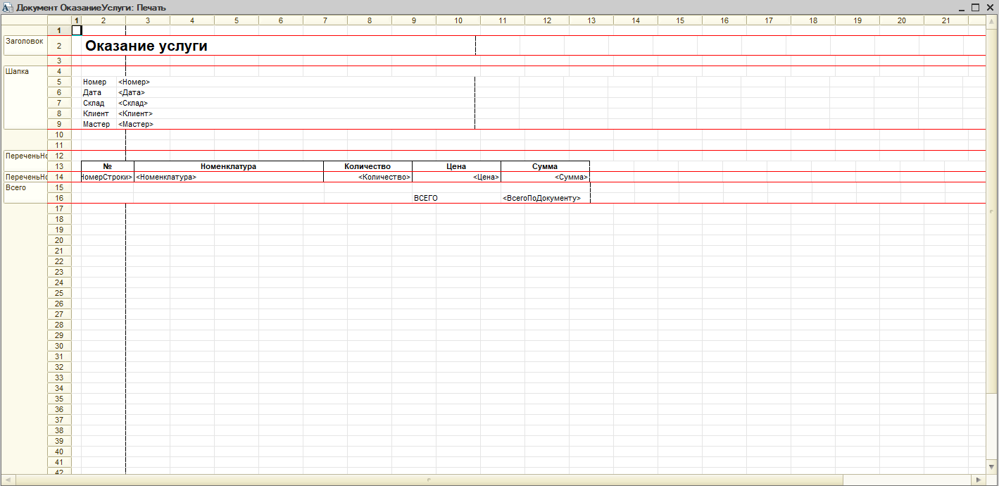 Документ ОказаниеУслуги: Печать
1 2 3 4 5 6 7 8 9 10 11 12 13 14 15 16 17 18 19 20 21
1
Заголовок 2 Оказание услуги
3
Шапка 4
5 Номер <Номер>
6 Дата <Дата>
7 Склад <Склад>
8 Клиент <Клиент>
9 Мастер <Мастер>
10
11
ПереченьНо 12
13 № Номенклатура Количество Цена Сумма
ПереченьНо 14 НомерСтроки> <Номенклатура> <Количество> <Цена> <Сумма>
Всего 15
16 ВСЕГО <ВсегоПоДокументу>
17
18
19
20
21
22
23
24
25
26
27
28
29
30
31
32
33
34
35
36
37
38
39
40
41
42